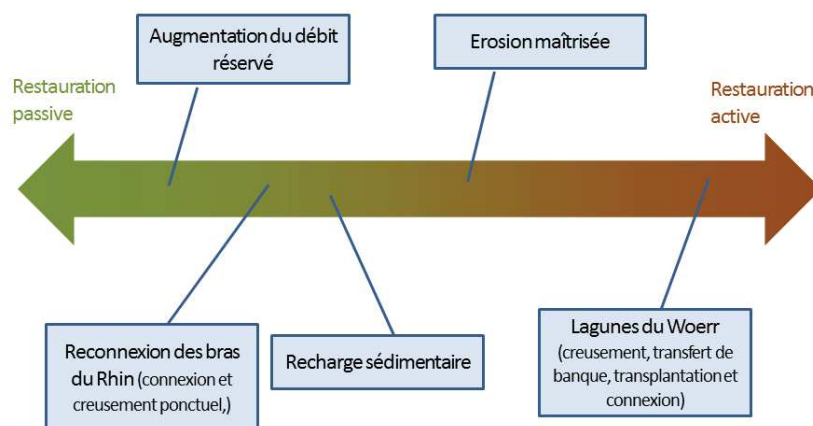 Augmentation du débit
réservé
Erosion maîtrisée
Restauration
passive
Restauration
active
Reconnexion des bras
du Rhin (connexion et
creusement ponctuel,)
Recharge sédimentaire
Lagunes du Woerr
(creusement, transfert de
banque, transplantation et
connexion)